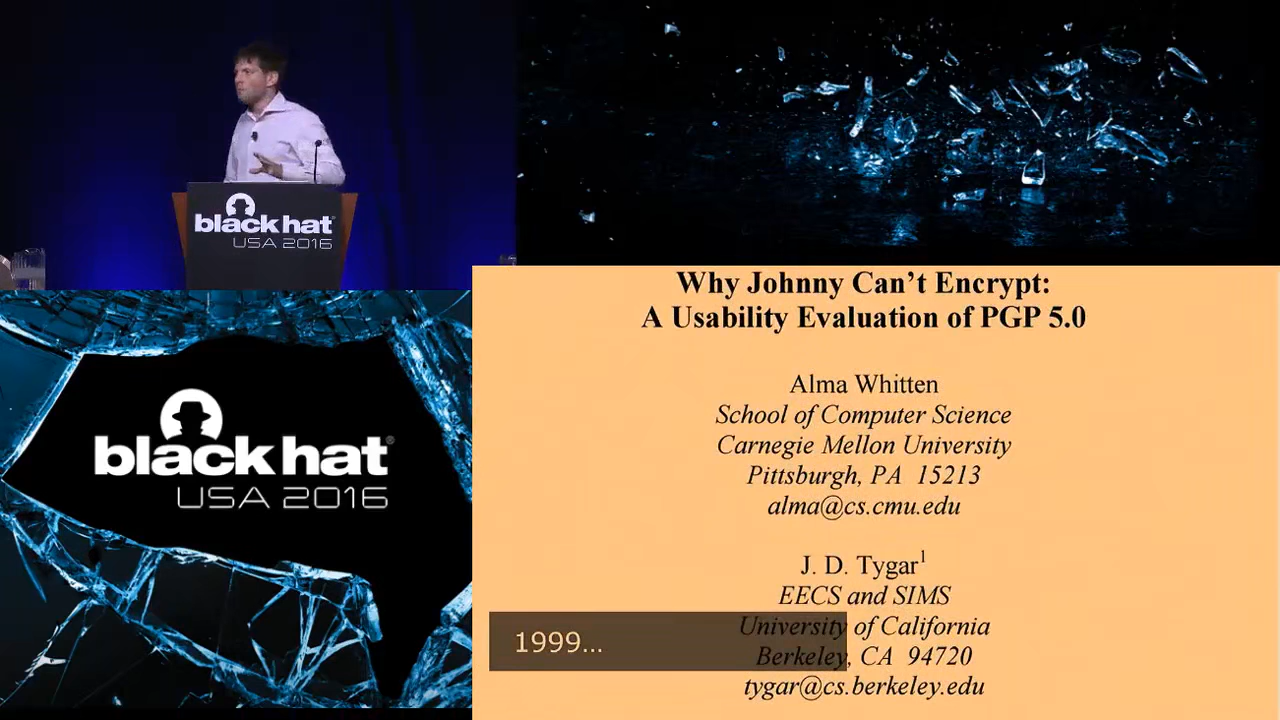 black hat
USA 2016
black hat®
USA 2016
Why Johnny Can't Encrypt:
A Usability Evaluation of PGP 5.0
Alma Whitten
School of Computer Science
Carnegie Mellon University
Pittsburgh, PA 15213
alma@cs.cmu.edu
J. D. Tygar1
EECS and SIMS
University of California
1999...
Berkeley, CA 94720
tygar@cs.berkeley.edu